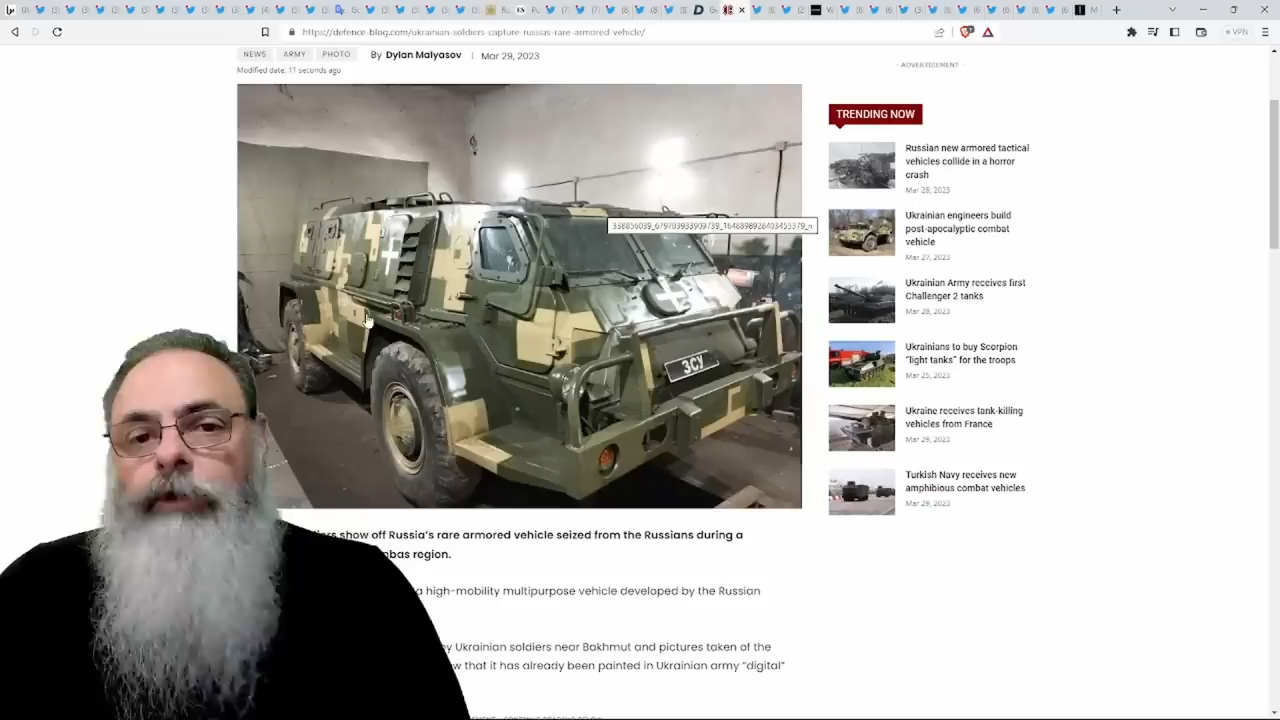 https://defence-blog.com/ukrainian-soldiers-capture-russias-rare-armored-vehicle/
VPN
NEWS
ARMY
PHOTO
By Dylan Malyasov
Mar 29, 2023
Modified date: 11 seconds ago
- ADVERTISEMENT -
338856039_679703933909739_1648898928403455379_n
ЗСУ
show off Russia's rare armored vehicle seized from the Russians during a
region.
a high-mobility multipurpose vehicle developed by the Russian
Ukrainian soldiers near Bakhmut and pictures taken of the
that it has already been painted in Ukrainian army "digital"
TRENDING NOW
Russian new armored tactical
vehicles collide in a horror
crash
Mar 28, 2023
Ukrainian engineers build
post-apocalyptic combat
vehicle
Mar 27, 2023
Ukrainian Army receives first
Challenger 2 tanks
Mar 28, 2023
Ukrainians to buy Scorpion
"light tanks" for the troops
Mar 25, 2023
Ukraine receives tank-killing
vehicles from France
Mar 29, 2023
Turkish Navy receives new
amphibious combat vehicles
Mar 29, 2023